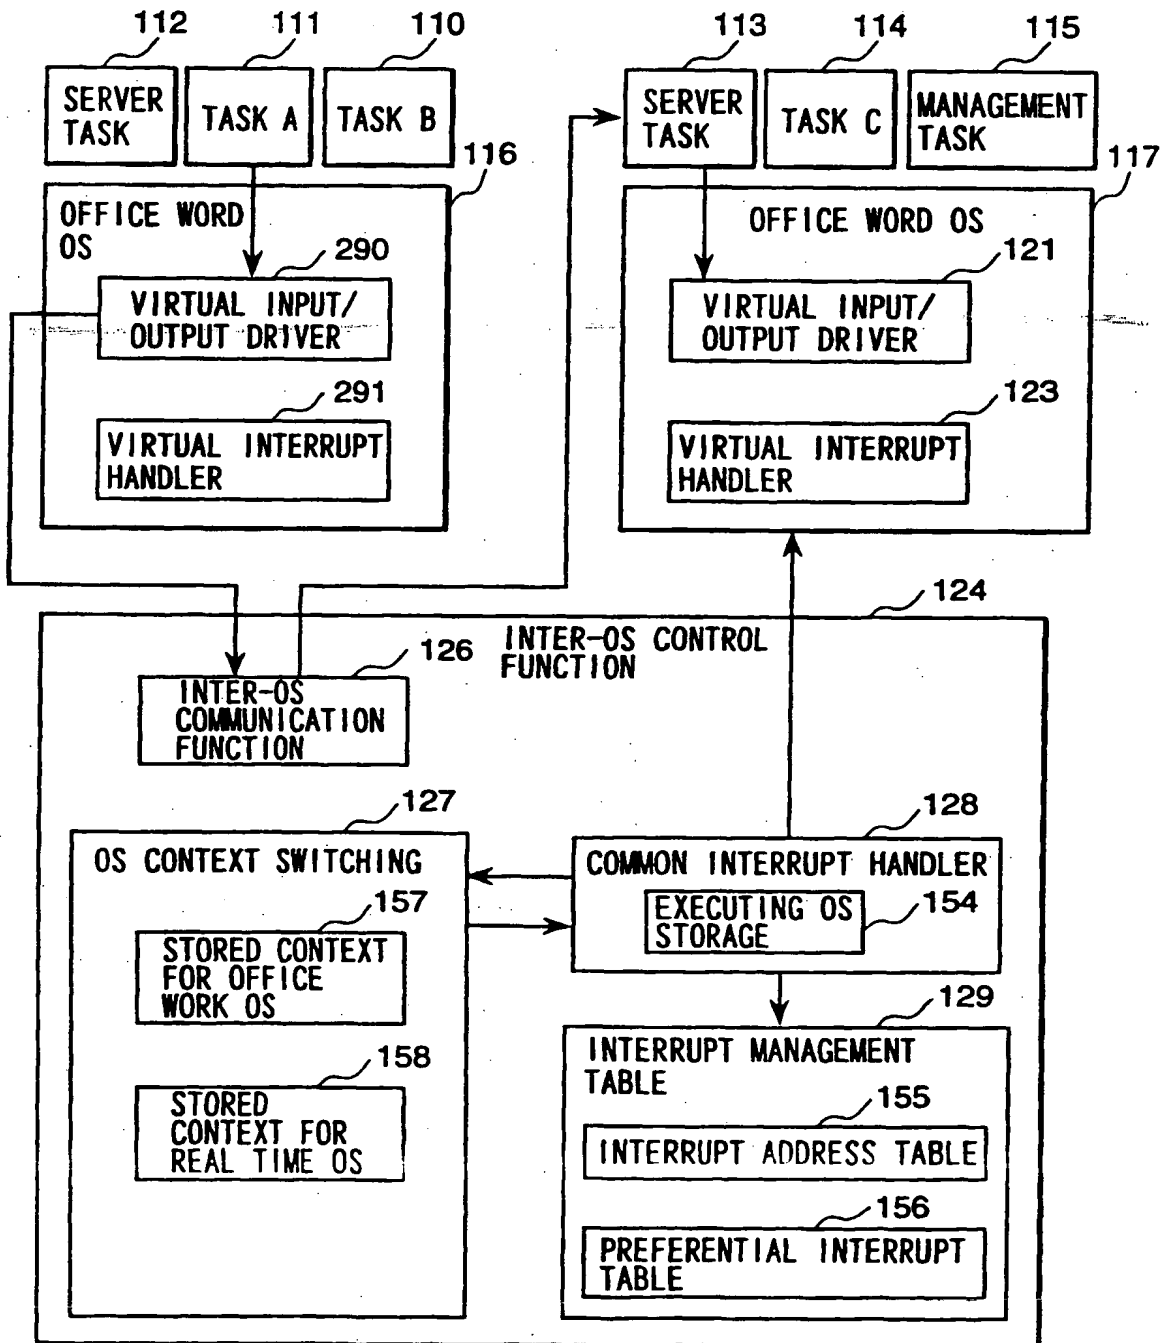 112
111
110
113
114
115
SERVER
TASK
TASK A
TASK B
SERVER
TASK
TASK C
MANAGEMENT
TASK
116
117
OFFICE WORD
OS
290
VIRTUAL INPUT/
OUTPUT DRIVER
291
VIRTUAL INTERRUPT
HANDLER
OFFICE WORD OS
121
VIRTUAL INPUT/
OUTPUT DRIVER
123
VIRTUAL INTERRUPT
HANDLER
124
INTER-OS CONTROL
FUNCTION
126
INTER-OS
COMMUNICATION
FUNCTION
127
OS CONTEXT SWITCHING
157
STORED CONTEXT
FOR OFFICE
WORK OS
158
STORED
CONTEXT FOR
REAL TIME OS
128
COMMON INTERRUPT HANDLER
EXECUTING OS
STORAGE
154
129
INTERRUPT MANAGEMENT
TABLE
155
INTERRUPT ADDRESS TABLE
156
PREFERENTIAL INTERRUPT
TABLE